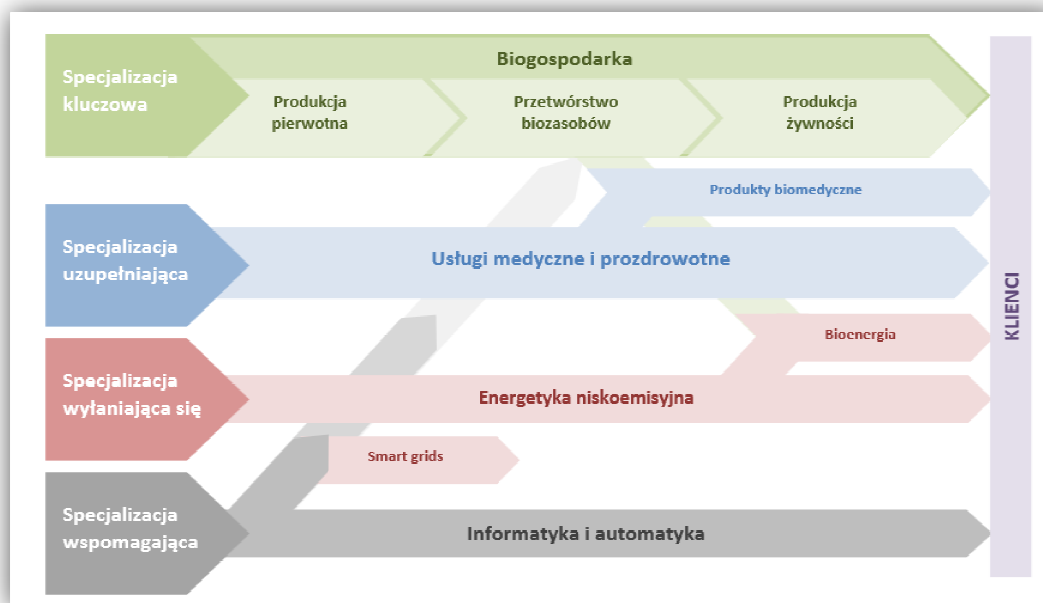 Specjalizacja
kluczowa
Biogospodarka
Produkcja
pierwotna
Przetwórstwo
biozasobów
Produkcja
żywności
Produkty biomedyczne
Specjalizacja
uzupełniająca
Usługi medyczne i prozdrowotne
KLIENCI
Bioenergia
Specjalizacja
wyłaniająca się
Energetyka niskoemisyjna
Smart grids
Specjalizacja
wspomagająca
Informatyka i automatyka